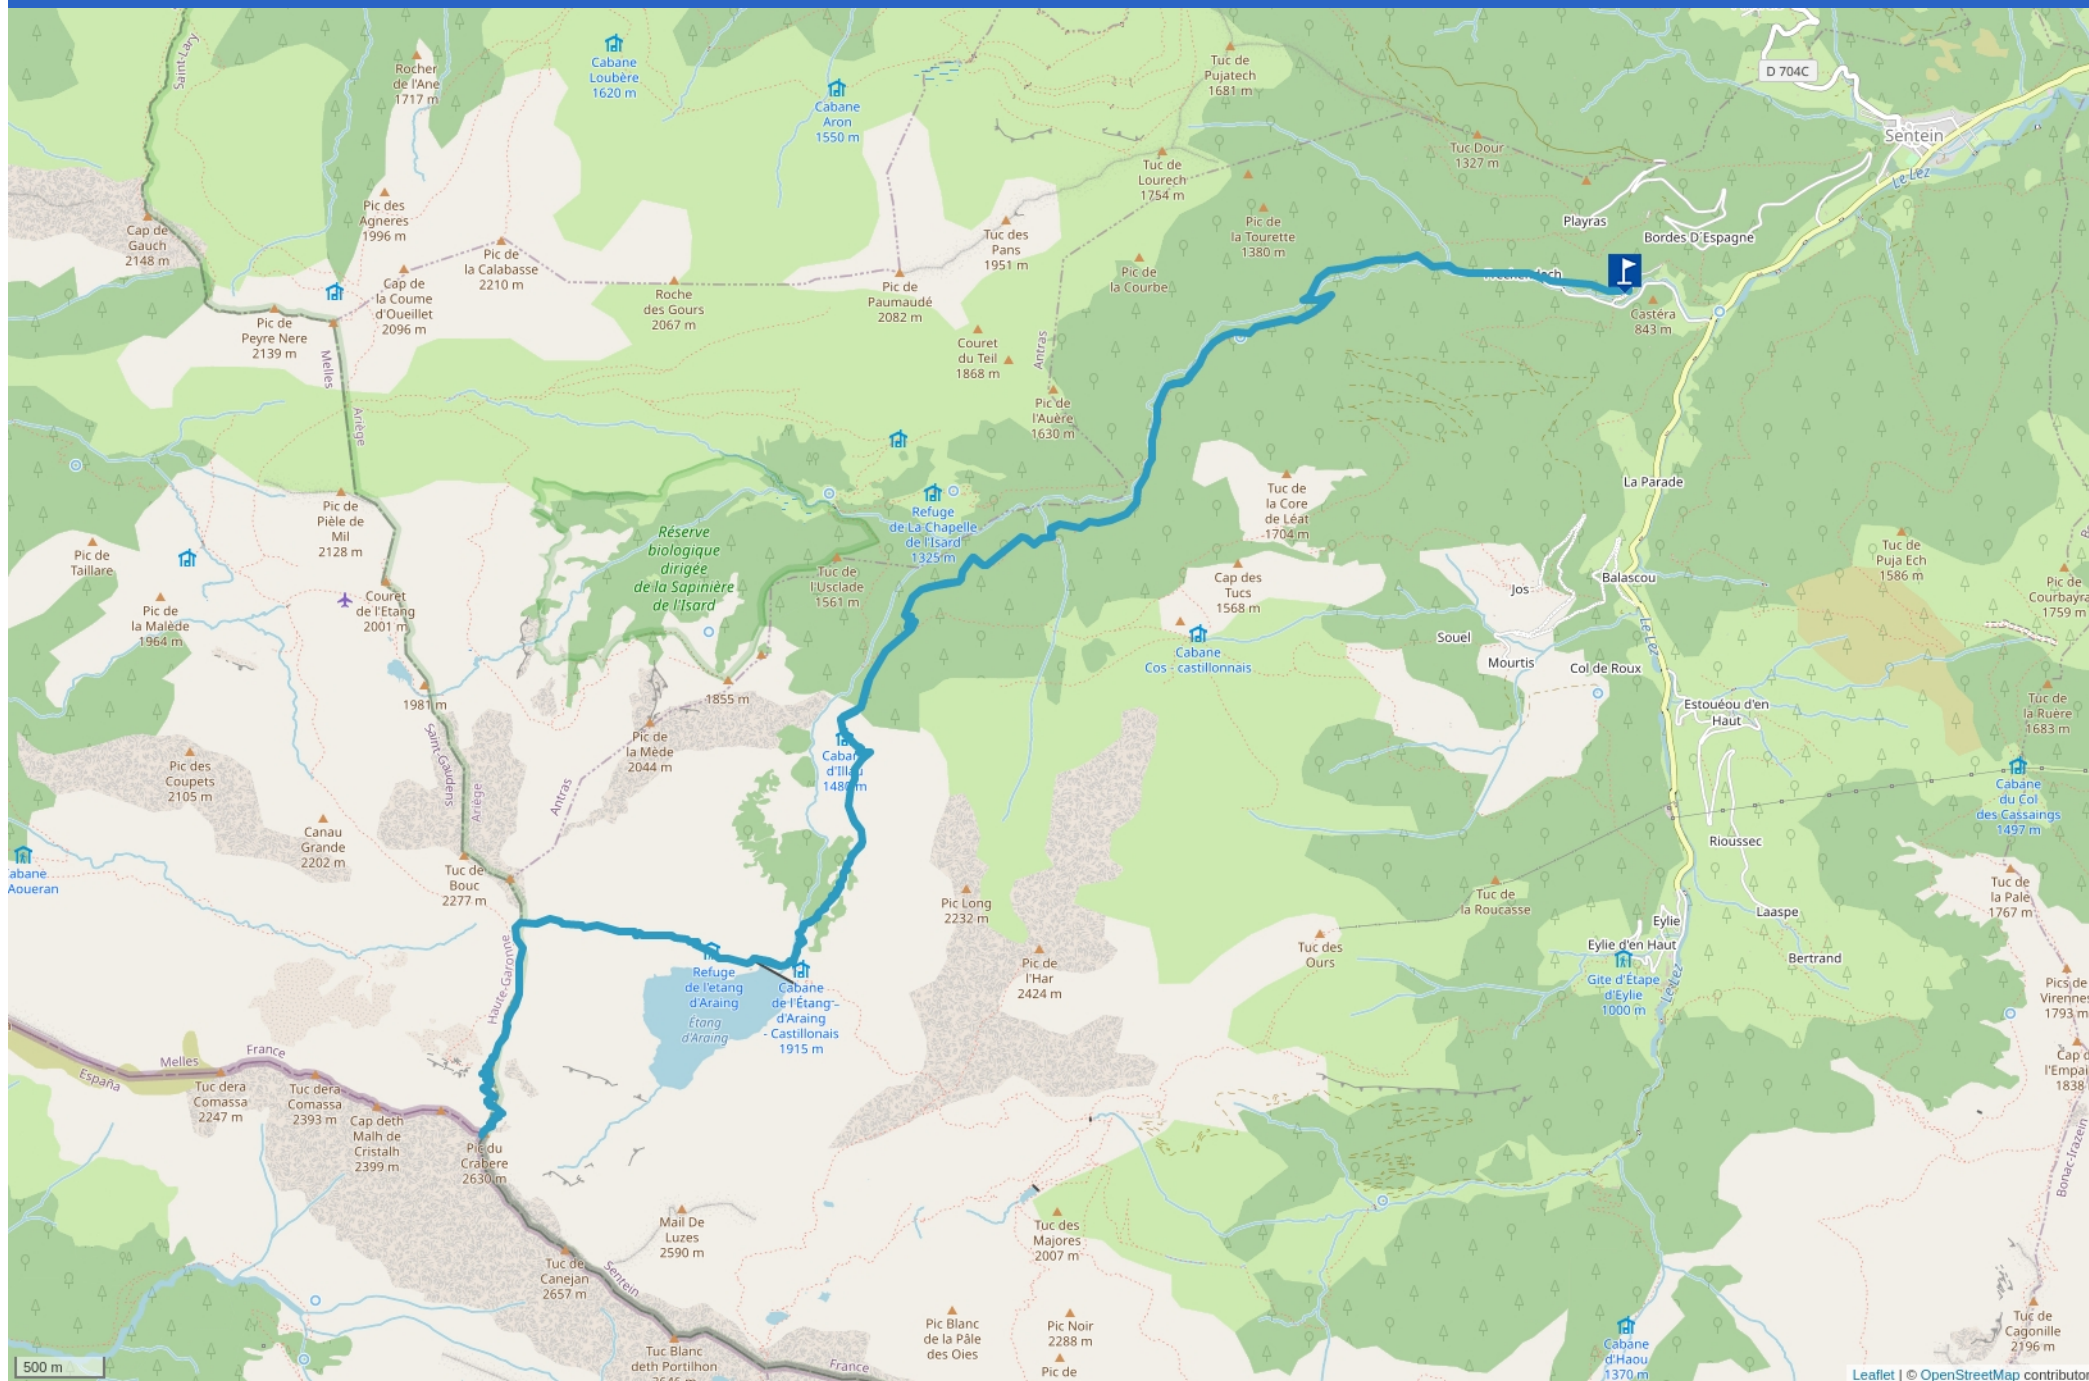 Saint-Lary
Rocher
de l'Ane
1717 m
Cabane
Loubère
1620 m
Cabane
Aron
1550 m
Tuc de
Pujatech
1681 m
D 704C
Sentein
Le Lez
Tuc Dour
1327 m
Tuc de
Lourech
1754 m
Pic des
Agneres
1996 m
Cap de
Gauch
2148 m
Pic de
la Calabasse
2210 m
Tuc des
Pans
1951 m
Pic de
la Tourette
1380 m
Playras
Bordes D'Espagne
Pic de
la Courbe
Cap de
la Coume
d'Oueillet
2096 m
Roche
des Gours
2067 m
Pic de
Paumaudé
2082 m
Castéra
843 m
Pic de
Peyre Nere
2139 m
Melles
Couret
du Teil
1868 m
Antras
Ariège
Pic de
l'Auère
1630 m
La Parade
Tuc de
la Core
de Léat
1704 m
Pic de
Pièle de
Mil
2128 m
Réserve
biologique
dirigée
de la Sapinière
de l'Isard
Refuge
de La Chapelle
de l'Isard
1325 m
Pic de
Taillare
Tuc de
Puja Ech
1586 m
Tuc de
l'Usclade
1561 m
Cap des
Tucs
1568 m
Balascou
Jos
Pic de
Courbayra
1759 m
Couret
de l'Etang
2001 m
Pic de
la Malède
1964 m
Souel
Le Lez
Cabane
Cos - castillonnais
Mourtis
Col de Roux
1981 m
1855 m
Estouéou d'en
Haut
Tuc de
la Ruère
1683 m
Saint-Gaudens
Pic de
la Mède
2044 m
Pic des
Coupets
2105 m
Ariège
Antras
Cabane
du Col
des Cassaings
1497 m
Canau
Grande
2202 m
Rioussec
abane
Aoueran
Tuc de
Bouc
2277 m
Pic Long
2232 m
Tuc de
la Roucasse
Tuc de
la Pale
1767 m
Laaspe
Eylie
Eylie d'en Haut
Tuc des
Ours
Bertrand
Haute-Garonne
Refuge
de l'etang
d'Araing
Étang
d'Araing
Cabane
de l'Étang
d'Araing
- Castillonais
1915 m
Pic de
l'Har
2424 m
Gite d'Étape
d'Eylie
1000 m
Le Lez
Pics de
Virennes
1793 m
Melles
France
España
Tuc dera
Comassa
2247 m
Tuc dera
Comassa
2393 m
Cap deth
Malh de
Cristalh
2399 m
Pic du
Crabere
2630 m
1838
Bonac-Irazein
Mail De
Luzes
2590 m
Tuc des
Majores
2007 m
Tuc de
Canejan
2657 m
Sentein
Pic Blanc
de la Pâle
des Oies
Pic Noir
2288 m
Pic de
Tuc Blanc
deth Portilhon
France
Cabane
d'Haou
1370 m
Tuc de
Cagonille
2196 m
500 m
Leaflet | © OpenStreetMap contributor